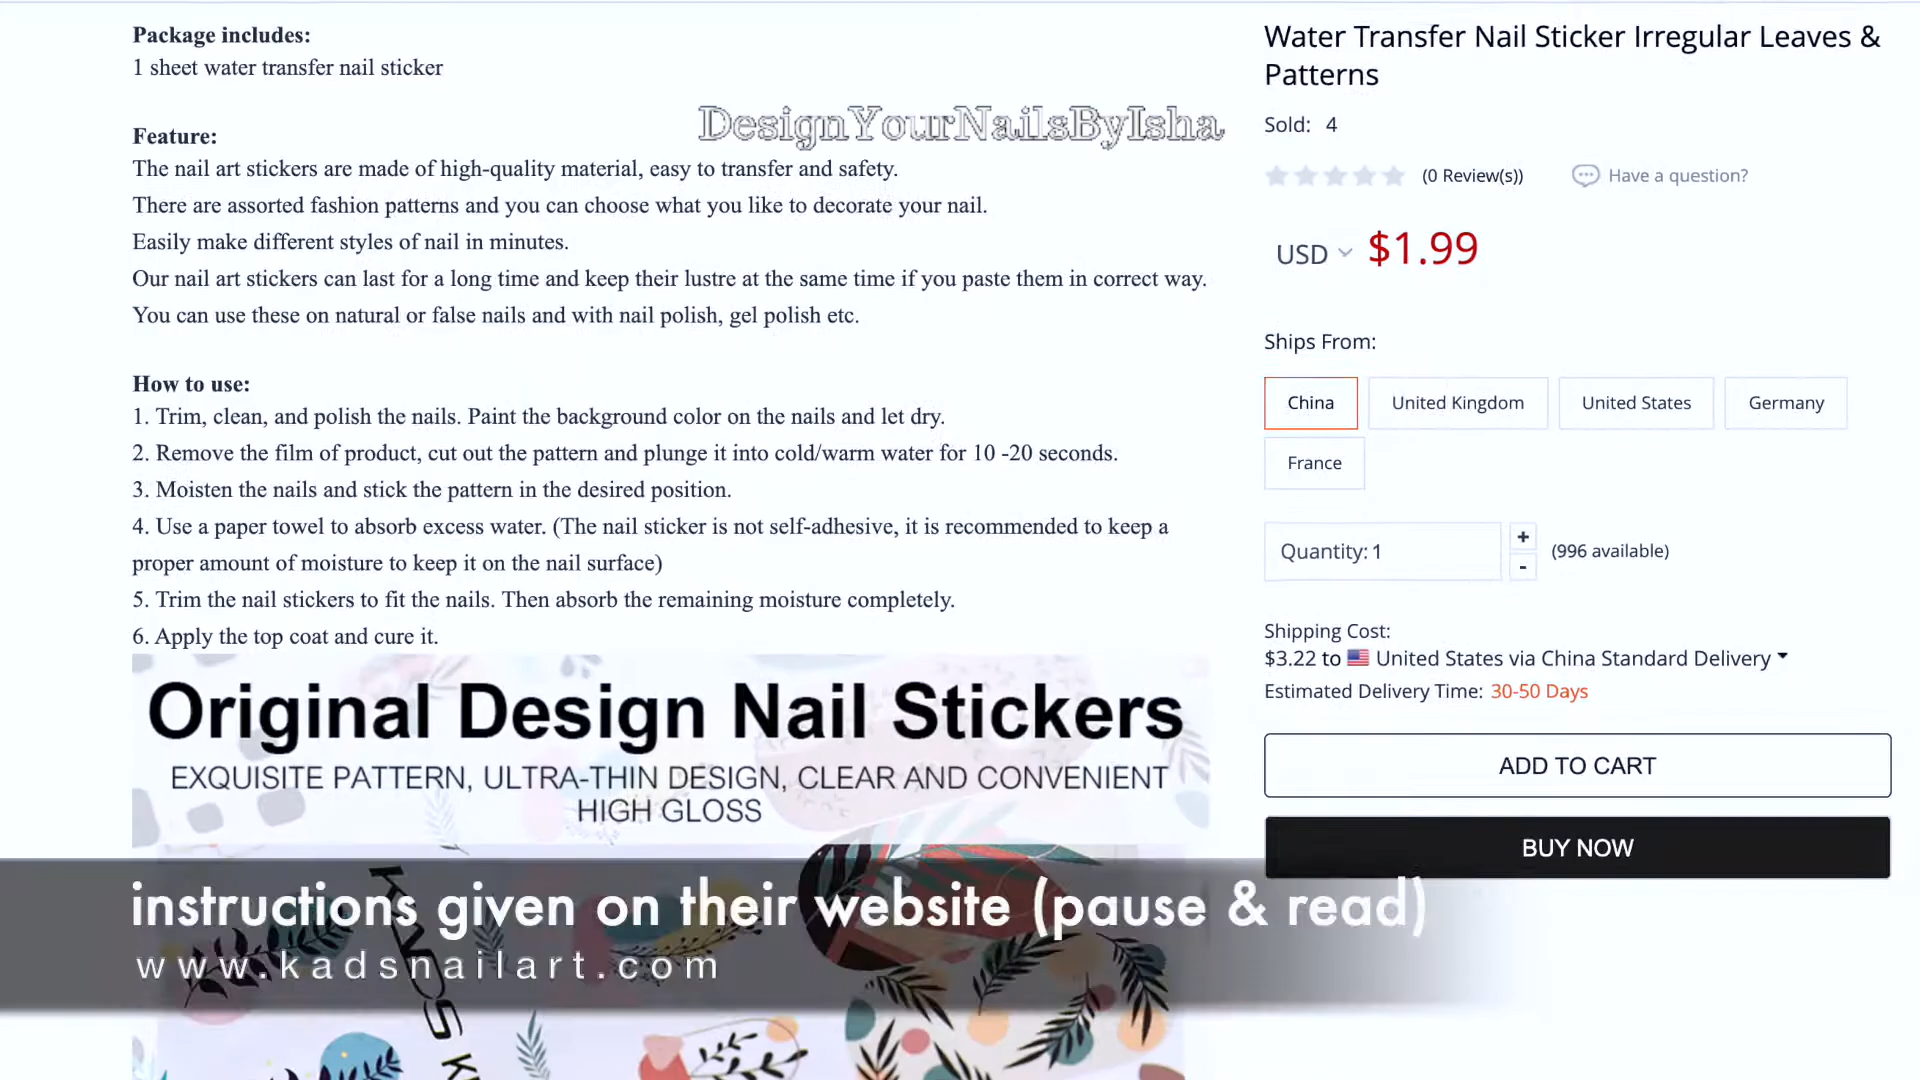 Package includes:
1 sheet water transfer nail sticker
DesignYourNailsByIsha
Feature:
The nail art stickers are made of high-quality material, easy to transfer and safety.
There are assorted fashion patterns and you can choose what you like to decorate your nail.
Easily make different styles of nail in minutes.
Our nail art stickers can last for a long time and keep their lustre at the same time if you paste them in correct way.
You can use these on natural or false nails and with nail polish, gel polish etc.
How to use:
1. Trim, clean, and polish the nails. Paint the background color on the nails and let dry.
2. Remove the film of product, cut out the pattern and plunge it into cold/warm water for 10 -20 seconds.
3. Moisten the nails and stick the pattern in the desired position.
4. Use a paper towel to absorb excess water. (The nail sticker is not self-adhesive, it is recommended to keep a
proper amount of moisture to keep it on the nail surface)
5. Trim the nail stickers to fit the nails. Then absorb the remaining moisture completely.
6. Apply the top coat and cure it.
Original Design Nail Stickers
EXQUISITE PATTERN, ULTRA-THIN DESIGN, CLEAR AND CONVENIENT
HIGH GLOSS
KADS
instructions given on their website (pause & read)
www.kadsnailart.com
Water Transfer Nail Sticker Irregular Leaves &
Patterns
Sold: 4
(0 Review(s)) Have a question?
USD $1.99
Ships From:
China United Kingdom United States Germany
France
Quantity: 1 + - (996 available)
Shipping Cost:
$3.22 to United States via China Standard Delivery
Estimated Delivery Time: 30-50 Days
ADD TO CART
BUY NOW